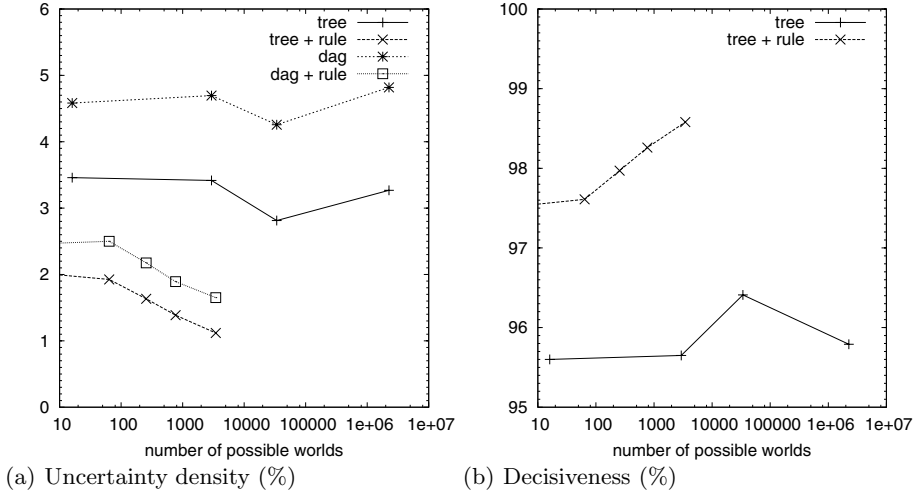 6
5
4
3
2
1
0
10 100 1000 10000 100000 1e+06 1e+07
number of possible worlds
tree
tree + rule
dag
dag + rule
(a) Uncertainty density (%)
100
99
98
97
96
95
10 100 1000 10000 100000 1e+06 1e+07
number of possible worlds
tree
tree + rule
(b) Decisiveness (%)